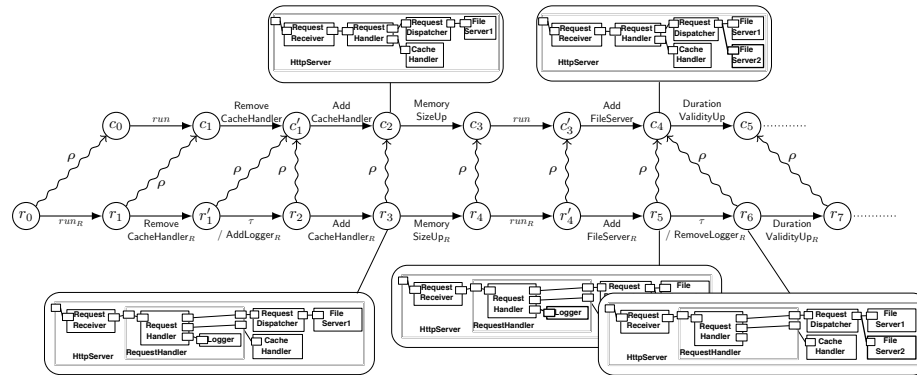 Request
Receiver
Request
Handler
Request
Dispatcher
File
Server1
Cache
Handler
HttpServer
Request
Receiver
Request
Handler
Request
Dispatcher
File
Server1
Cache
Handler
File
Server2
HttpServer
c0
run
c1
Remove
CacheHandler
c′1
Add
CacheHandler
c2
Memory
SizeUp
c3
run
c′3
Add
FileServer
c4
Duration
ValidityUp
c5
ρ ρ ρ ρ ρ ρ ρ ρ ρ ρ
r0
runR
r1
Remove
CacheHandlerR
r′1
τ
/ AddLoggerR
r2
Add
CacheHandlerR
r3
Memory
SizeUpR
r4
runR
r′4
Add
FileServerR
r5
τ
/ RemoveLoggerR
r6
Duration
ValidityUpR
r7
Request
Receiver
Request
Handler
Logger
Request
Dispatcher
File
Server1
Cache
Handler
HttpServer
RequestHandler
Request
Receiver
Request
Handler
Logger
Request
File
HttpServer
RequestHandler
Request
Receiver
Request
Handler
Request
Dispatcher
File
Server1
Cache
Handler
File
Server2
HttpServer
RequestHandler